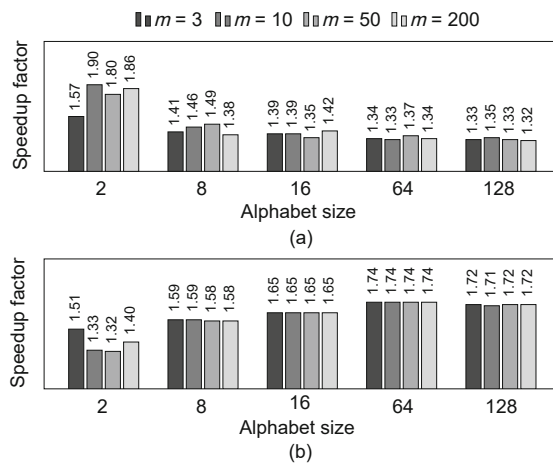 m = 3 m = 10 m = 50 m = 200
(a)
Speedup factor
1.57 1.90 1.80 1.86 1.41 1.46 1.49 1.38 1.39 1.39 1.35 1.42 1.34 1.33 1.37 1.34 1.33 1.35 1.33 1.32
2 8 16 64 128
Alphabet size
(a)
Speedup factor
1.51 1.33 1.32 1.40 1.59 1.59 1.58 1.58 1.65 1.65 1.65 1.65 1.74 1.74 1.74 1.74 1.72 1.71 1.72 1.72
2 8 16 64 128
Alphabet size
(b)